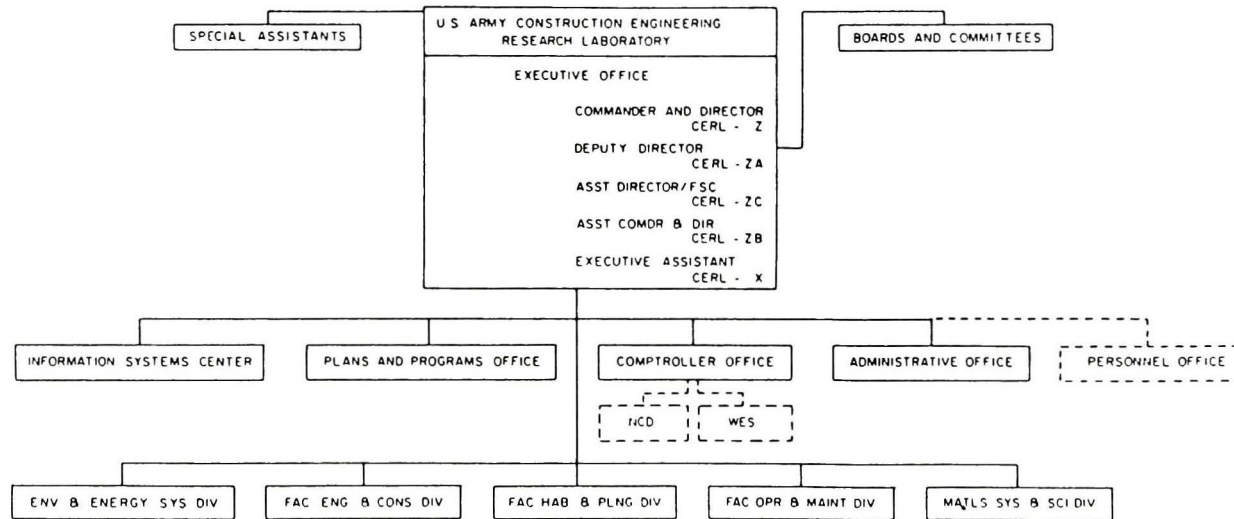 SPECIAL ASSISTANTS
U.S ARMY CONSTRUCTION ENGINEERING
RESEARCH LABORATORY
BOARDS AND COMMITTEES
EXECUTIVE OFFICE
COMMANDER AND DIRECTOR
CERL - Z
DEPUTY DIRECTOR
CERL - ZA
ASST DIRECTOR/FSC
CERL - ZC
ASST COMDR & DIR
CERL - ZB
EXECUTIVE ASSISTANT
CERL - X
INFORMATION SYSTEMS CENTER
PLANS AND PROGRAMS OFFICE
COMPTROLLER OFFICE
ADMINISTRATIVE OFFICE
PERSONNEL OFFICE
NCD
WES
ENV & ENERGY SYS DIV
FAC ENG & CONS DIV
FAC HAB & PLNG DIV
FAC OPR & MAINT DIV
MATLS SYS & SCI DIV